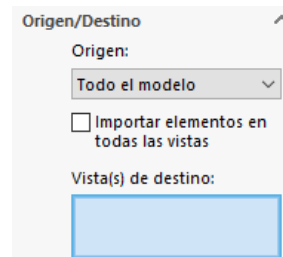 Origen/Destino
Origen:
Todo el modelo
Importar elementos en
todas las vistas
Vista(s) de destino: